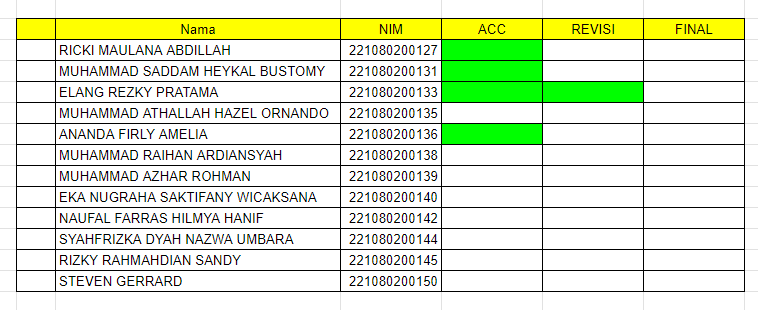 Nama NIM ACC REVISI FINAL
RICKI MAULANA ABDILLAH 221080200127
MUHAMMAD SADDAM HEYKAL BUSTOMY 221080200131
ELANG REZKY PRATAMA 221080200133
MUHAMMAD ATHALLAH HAZEL ORNANDO 221080200135
ANANDA FIRLY AMELIA 221080200136
MUHAMMAD RAIHAN ARDIANSYAH 221080200138
MUHAMMAD AZHAR ROHMAN 221080200139
EKA NUGRAHA SAKTIFANY WICAKSANA 221080200140
NAUFAL FARRAS HILMYA HANIF 221080200142
SYAHFRIZKA DYAH NAZWA UMBARA 221080200144
RIZKY RAHMAHDIAN SANDY 221080200145
STEVEN GERRARD 221080200150